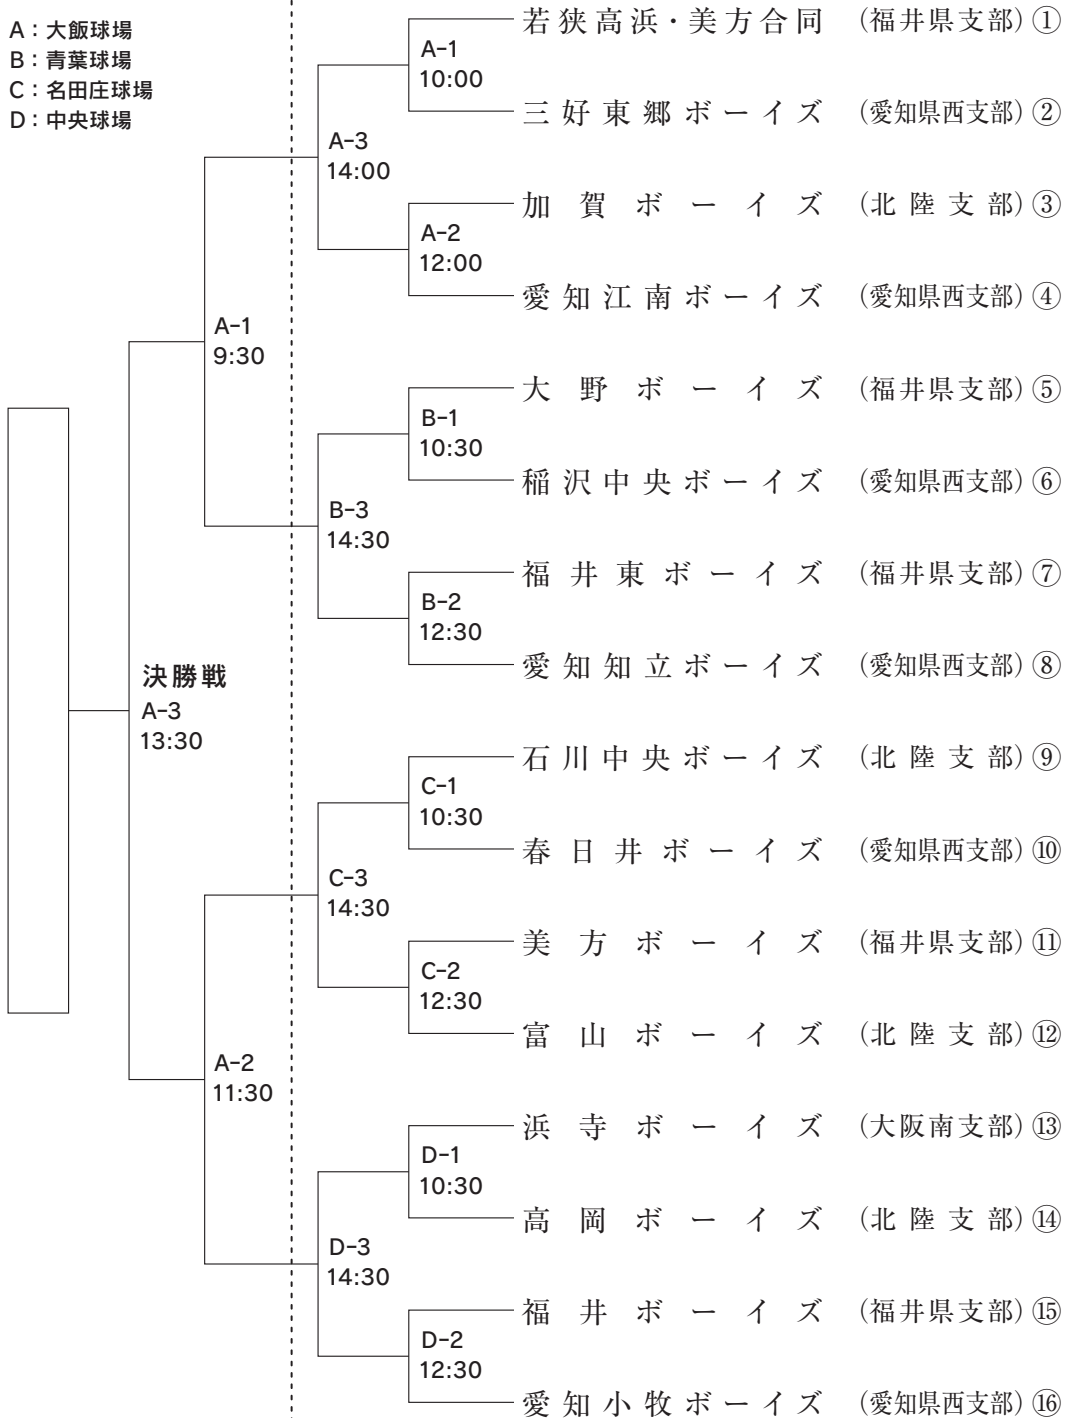 A：大飯球場
B：青葉球場
C：名田庄球場
D：中央球場
若狭高浜・美方合同 (福井県支部) ①
A-1
10:00
三好東郷ボーイズ (愛知県西支部) ②
A-3
14:00
加賀ボーイズ (北陸支部) ③
A-2
12:00
愛知江南ボーイズ (愛知県西支部) ④
A-1
9:30
大野ボーイズ (福井県支部) ⑤
B-1
10:30
稲沢中央ボーイズ (愛知県西支部) ⑥
B-3
14:30
福井東ボーイズ (福井県支部) ⑦
B-2
12:30
愛知知立ボーイズ (愛知県西支部) ⑧
決勝戦
A-3
13:30
石川中央ボーイズ (北陸支部) ⑨
C-1
10:30
春日井ボーイズ (愛知県西支部) ⑩
C-3
14:30
美方ボーイズ (福井県支部) ⑪
C-2
12:30
富山ボーイズ (北陸支部) ⑫
A-2
11:30
浜寺ボーイズ (大阪南支部) ⑬
D-1
10:30
高岡ボーイズ (北陸支部) ⑭
D-3
14:30
福井ボーイズ (福井県支部) ⑮
D-2
12:30
愛知小牧ボーイズ (愛知県西支部) ⑯